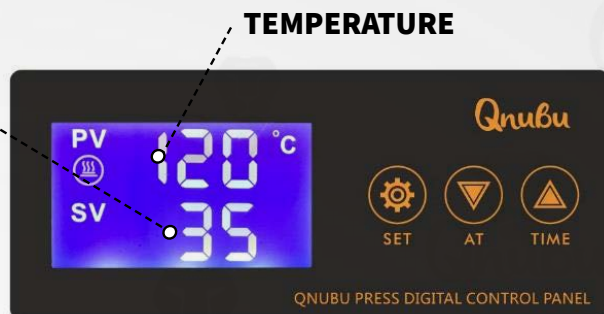 TEMPERATURE
Qnubu
PV 120 °C
SV 35
SET AT TIME
QNUBU PRESS DIGITAL CONTROL PANEL